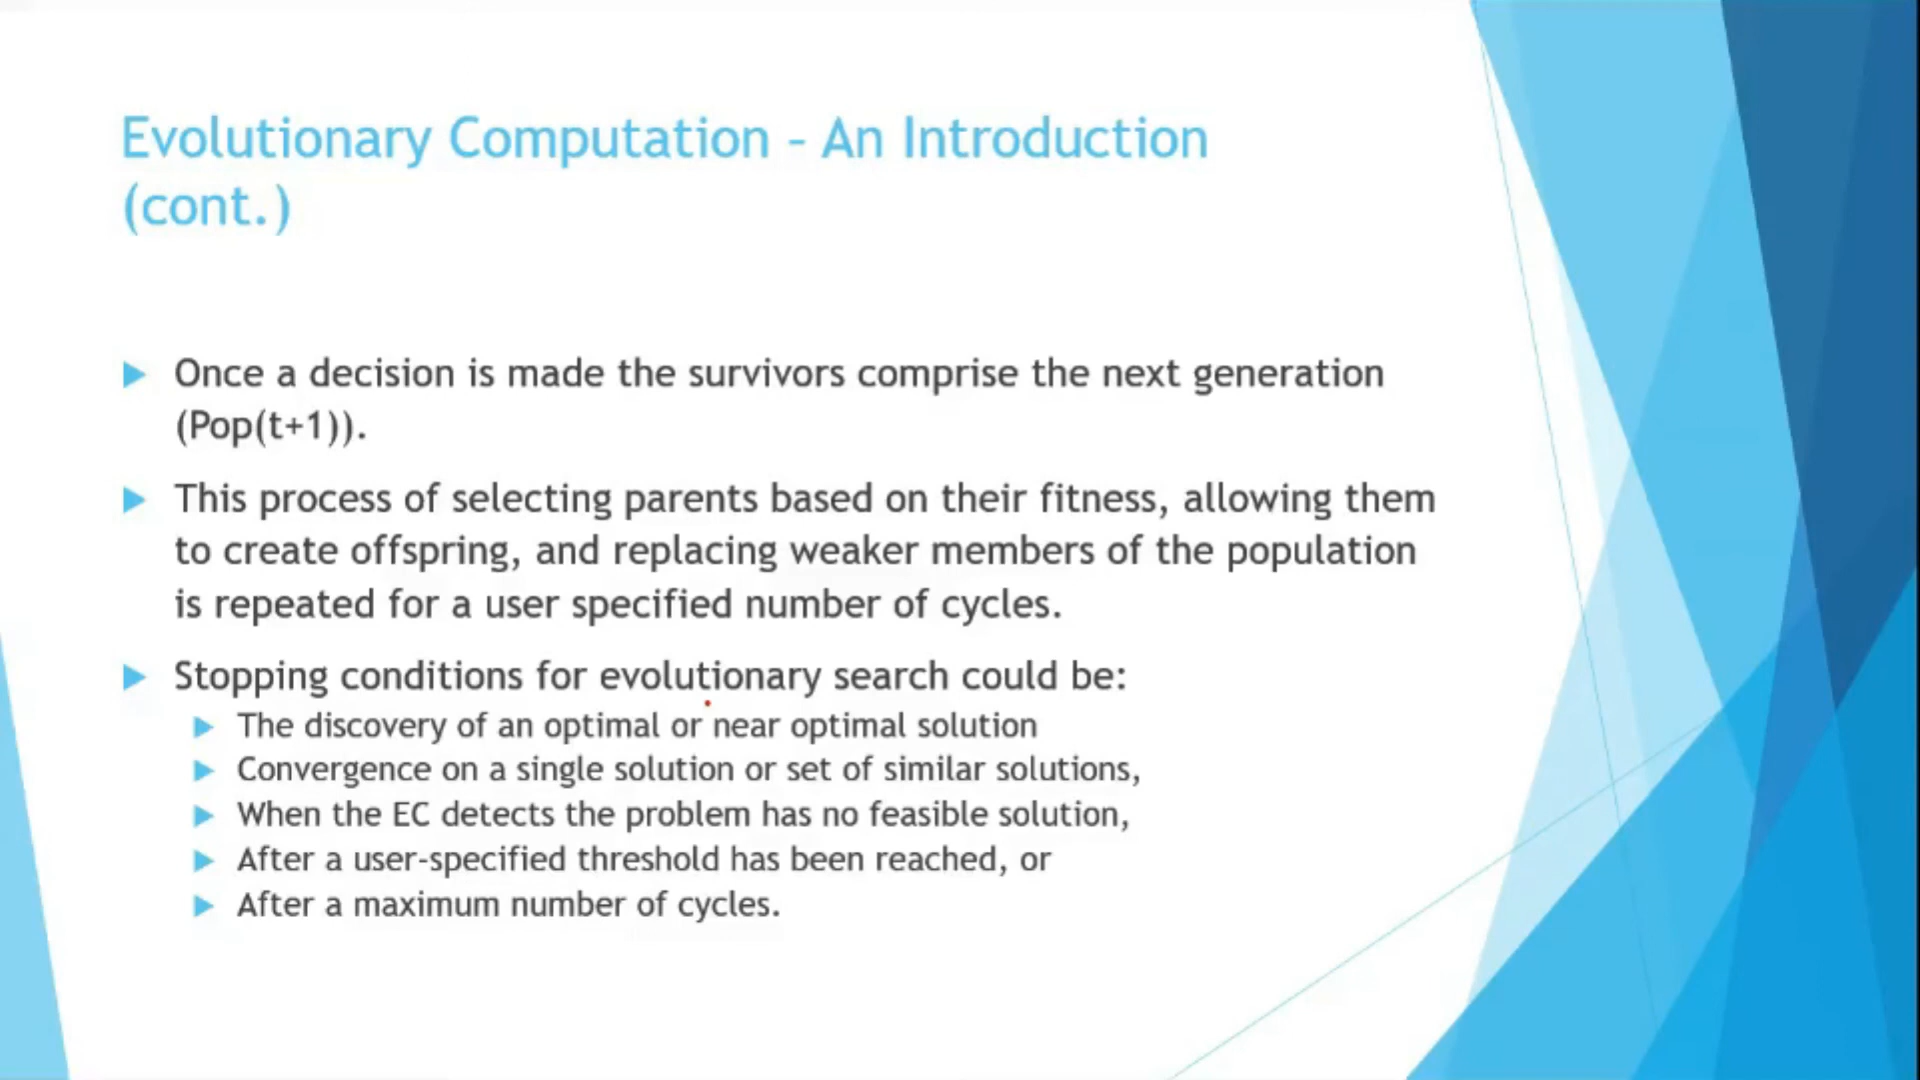 Evolutionary Computation – An Introduction
(cont.)
Once a decision is made the survivors comprise the next generation
(Pop(t+1)).
This process of selecting parents based on their fitness, allowing them
to create offspring, and replacing weaker members of the population
is repeated for a user specified number of cycles.
Stopping conditions for evolutionary search could be:
The discovery of an optimal or near optimal solution
Convergence on a single solution or set of similar solutions,
When the EC detects the problem has no feasible solution,
After a user-specified threshold has been reached, or
After a maximum number of cycles.